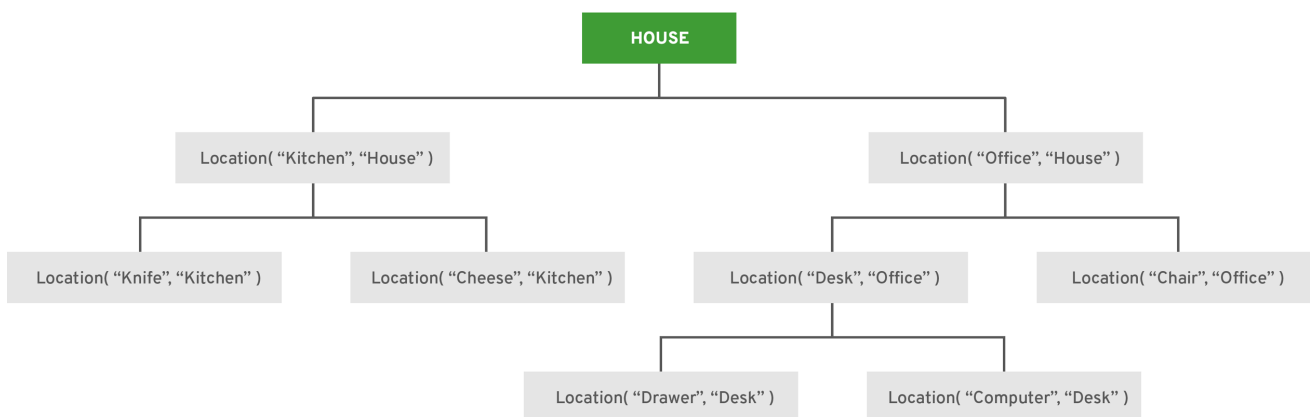 HOUSE
Location( “Kitchen”, “House” )
Location( “Office”, “House” )
Location( “Knife”, “Kitchen” )
Location( “Cheese”, “Kitchen” )
Location( “Desk”, “Office” )
Location( “Chair”, “Office” )
Location( “Drawer”, “Desk” )
Location( “Computer”, “Desk” )